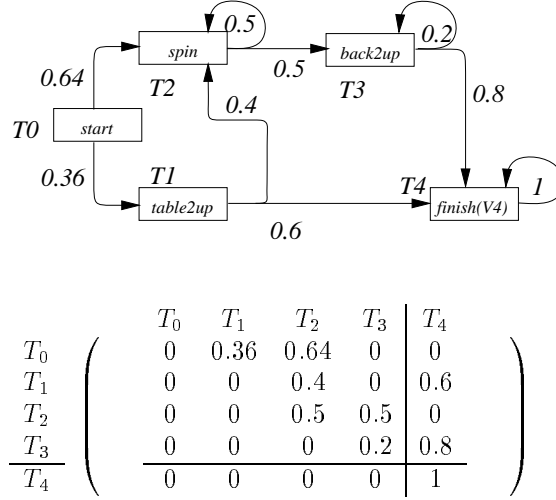 0.5
0.2
spin
back2up
0.64
T2
0.5
T3
0.4
0.8
T0
start
0.36
T1
T4
1
table2up
finish(V4)
0.6
T0 T1 T2 T3 T4
T0 0 0.36 0.64 0 0
T1 0 0 0.4 0 0.6
T2 0 0 0.5 0.5 0
T3 0 0 0 0.2 0.8
T4 0 0 0 0 1